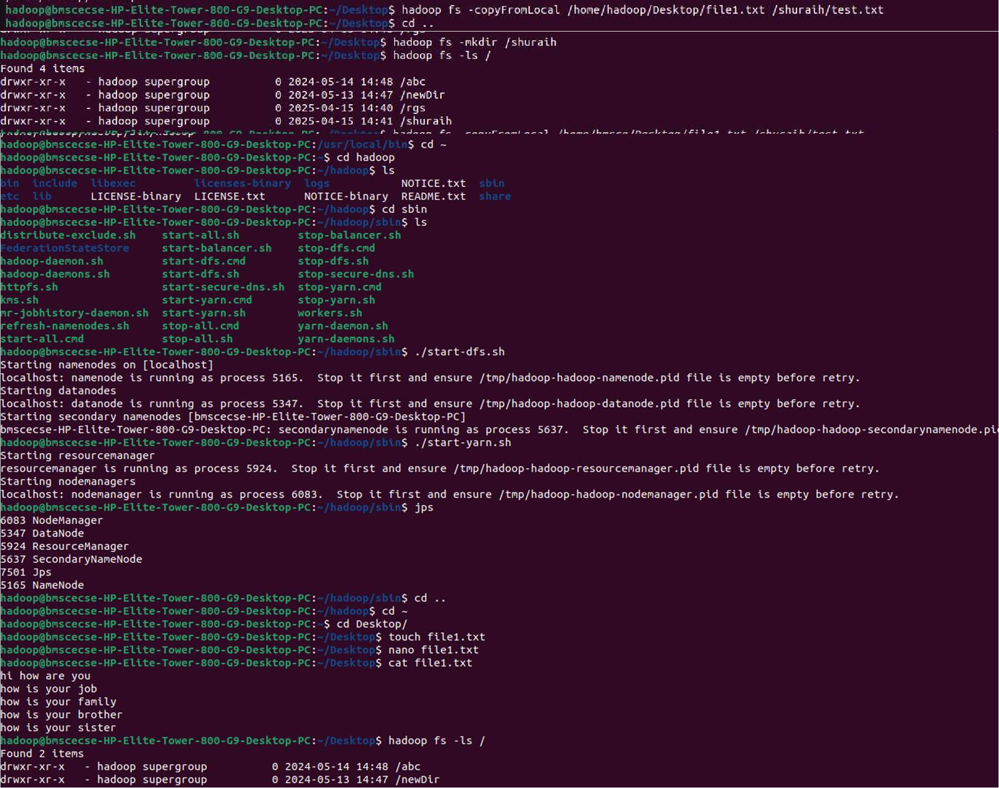 hadoop@bmscecse-HP-Elite-Tower-800-G9-Desktop-PC:~/Desktop$ hadoop fs -copyFromLocal /home/hadoop/Desktop/file1.txt /shuraih/test.txt
hadoop@bmscecse-HP-Elite-Tower-800-G9-Desktop-PC:~/Desktop$ cd ..
hadoop@bmscecse-HP-Elite-Tower-800-G9-Desktop-PC:~/Desktop$ hadoop fs -mkdir /shuraih
hadoop@bmscecse-HP-Elite-Tower-800-G9-Desktop-PC:~/Desktop$ hadoop fs -ls /
Found 4 items
drwxr-xr-x   - hadoop supergroup          0 2024-05-14 14:48 /abc
drwxr-xr-x   - hadoop supergroup          0 2024-05-13 14:47 /newDir
drwxr-xr-x   - hadoop supergroup          0 2025-04-15 14:40 /rgs
drwxr-xr-x   - hadoop supergroup          0 2025-04-15 14:41 /shuraih
hadoop@bmscecse-HP-Elite-Tower-800-G9-Desktop-PC:/usr/local/bin$ cd ~
hadoop@bmscecse-HP-Elite-Tower-800-G9-Desktop-PC:~$ cd hadoop
hadoop@bmscecse-HP-Elite-Tower-800-G9-Desktop-PC:~/hadoop$ ls
bin  include  libexec         licenses-binary  logs           NOTICE.txt  sbin
etc  lib      LICENSE-binary  LICENSE.txt      NOTICE-binary  README.txt  share
hadoop@bmscecse-HP-Elite-Tower-800-G9-Desktop-PC:~/hadoop$ cd sbin
hadoop@bmscecse-HP-Elite-Tower-800-G9-Desktop-PC:~/hadoop/sbin$ ls
distribute-exclude.sh    start-all.sh         stop-balancer.sh
FederationStateStore     start-balancer.sh    stop-dfs.cmd
hadoop-daemon.sh         start-dfs.cmd        stop-dfs.sh
hadoop-daemons.sh        start-dfs.sh         stop-secure-dns.sh
httpfs.sh                start-secure-dns.sh  stop-yarn.cmd
kms.sh                   start-yarn.cmd       stop-yarn.sh
mr-jobhistory-daemon.sh  start-yarn.sh        workers.sh
refresh-namenodes.sh     stop-all.cmd         yarn-daemon.sh
start-all.cmd            stop-all.sh          yarn-daemons.sh
hadoop@bmscecse-HP-Elite-Tower-800-G9-Desktop-PC:~/hadoop/sbin$ ./start-dfs.sh
Starting namenodes on [localhost]
localhost: namenode is running as process 5165.  Stop it first and ensure /tmp/hadoop-hadoop-namenode.pid file is empty before retry.
Starting datanodes
localhost: datanode is running as process 5347.  Stop it first and ensure /tmp/hadoop-hadoop-datanode.pid file is empty before retry.
Starting secondary namenodes [bmscecse-HP-Elite-Tower-800-G9-Desktop-PC]
bmscecse-HP-Elite-Tower-800-G9-Desktop-PC: secondarynamenode is running as process 5637.  Stop it first and ensure /tmp/hadoop-hadoop-secondarynamenode.pi
hadoop@bmscecse-HP-Elite-Tower-800-G9-Desktop-PC:~/hadoop/sbin$ ./start-yarn.sh
Starting resourcemanager
resourcemanager is running as process 5924.  Stop it first and ensure /tmp/hadoop-hadoop-resourcemanager.pid file is empty before retry.
Starting nodemanagers
localhost: nodemanager is running as process 6083.  Stop it first and ensure /tmp/hadoop-hadoop-nodemanager.pid file is empty before retry.
hadoop@bmscecse-HP-Elite-Tower-800-G9-Desktop-PC:~/hadoop/sbin$ jps
6083 NodeManager
5347 DataNode
5924 ResourceManager
5637 SecondaryNameNode
7501 Jps
5165 NameNode
hadoop@bmscecse-HP-Elite-Tower-800-G9-Desktop-PC:~/hadoop/sbin$ cd ..
hadoop@bmscecse-HP-Elite-Tower-800-G9-Desktop-PC:~/hadoop$ cd ~
hadoop@bmscecse-HP-Elite-Tower-800-G9-Desktop-PC:~$ cd Desktop/
hadoop@bmscecse-HP-Elite-Tower-800-G9-Desktop-PC:~/Desktop$ touch file1.txt
hadoop@bmscecse-HP-Elite-Tower-800-G9-Desktop-PC:~/Desktop$ nano file1.txt
hadoop@bmscecse-HP-Elite-Tower-800-G9-Desktop-PC:~/Desktop$ cat file1.txt
hi how are you
how is your job
how is your family
how is your brother
how is your sister
hadoop@bmscecse-HP-Elite-Tower-800-G9-Desktop-PC:~/Desktop$ hadoop fs -ls /
Found 2 items
drwxr-xr-x   - hadoop supergroup          0 2024-05-14 14:48 /abc
drwxr-xr-x   - hadoop supergroup          0 2024-05-13 14:47 /newDir